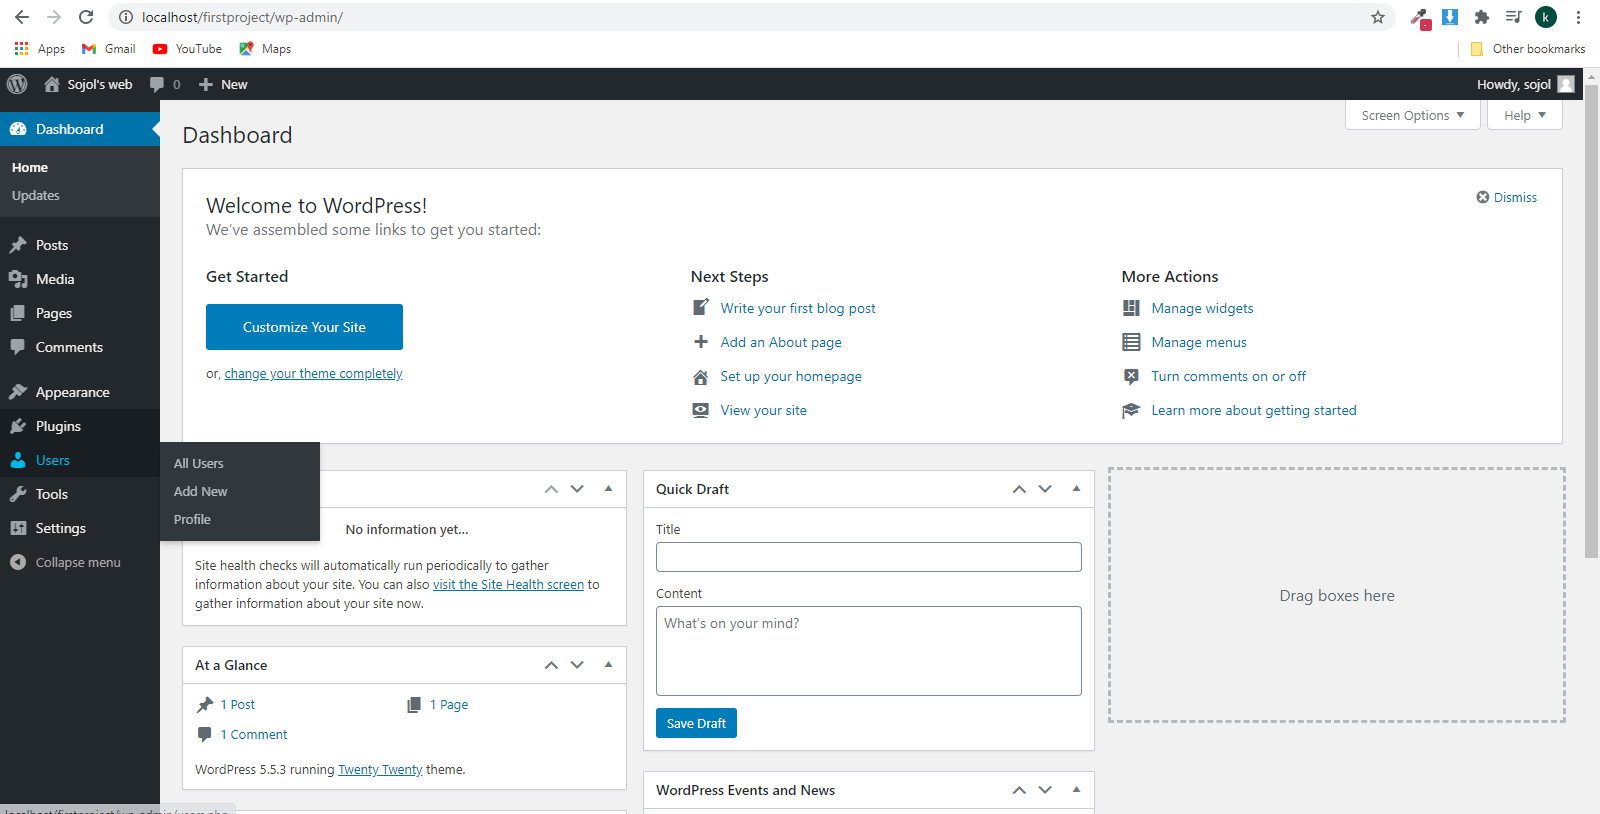 localhost/firstproject/wp-admin/
k
Apps
Gmail
YouTube
Maps
Other bookmarks
Sojol's web
0
New
Howdy, sojol
Dashboard
Home
Updates
Posts
Media
Pages
Comments
Appearance
Plugins
Users
Tools
Settings
Collapse menu
All Users
Add New
Profile
Screen Options
Help
Dashboard
Dismiss
Welcome to WordPress!
We've assembled some links to get you started:
Get Started
Customize Your Site
or, change your theme completely
Next Steps
Write your first blog post
Add an About page
Set up your homepage
View your site
More Actions
Manage widgets
Manage menus
Turn comments on or off
Learn more about getting started
No information yet...
Site health checks will automatically run periodically to gather
information about your site. You can also visit the Site Health screen to
gather information about your site now.
At a Glance
1 Post
1 Page
1 Comment
WordPress 5.5.3 running Twenty Twenty theme.
Quick Draft
Title
Content
What's on your mind?
Save Draft
WordPress Events and News
Drag boxes here